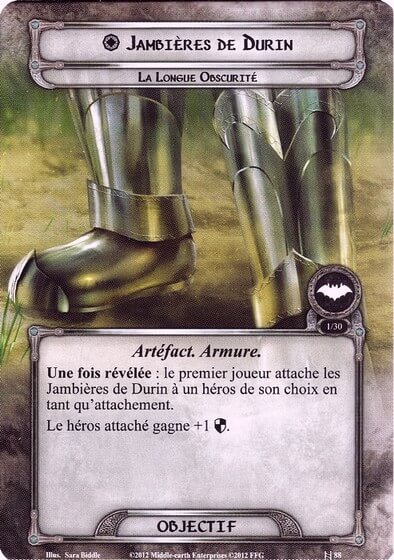 JAMBIÈRES DE DURIN
LA LONGUE OBSCURITÉ
1/30
Artéfact. Armure.
Une fois révélée : le premier joueur attache les
Jambières de Durin à un héros de son choix en
tant qu'attachement.
Le héros attaché gagne +1 .
OBJECTIF
Illus. Sara Biddle ©2012 Middle-earth Enterprises ©2012 FFG 88